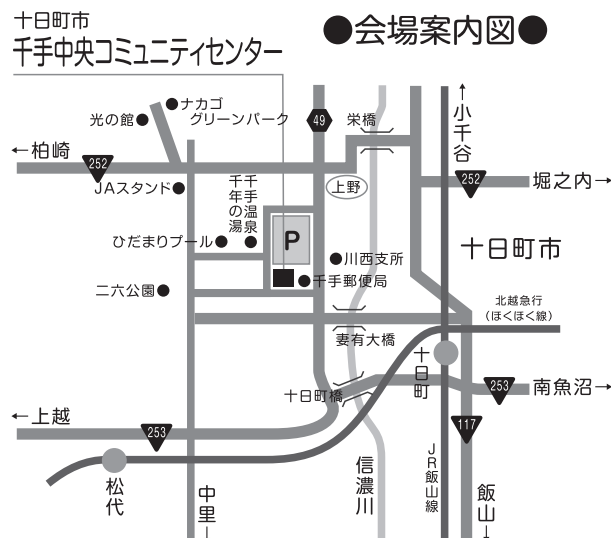 十日町市
千手中央コミュニティセンター
●会場案内図●
●ナカゴ
グリーンパーク
光の館●
49
栄橋
↑小千谷
←柏崎
252
252
堀之内→
JAスタンド●
千手温泉
千年の湯
上野
ひだまりプール●
P
●川西支所
十日町市
●千手郵便局
二六公園●
北越急行
(ほくほく線)
妻有大橋
十日町
十日町橋
253
南魚沼→
←上越
253
117
JR飯山線
信濃川
松代
中里↓
飯山↓